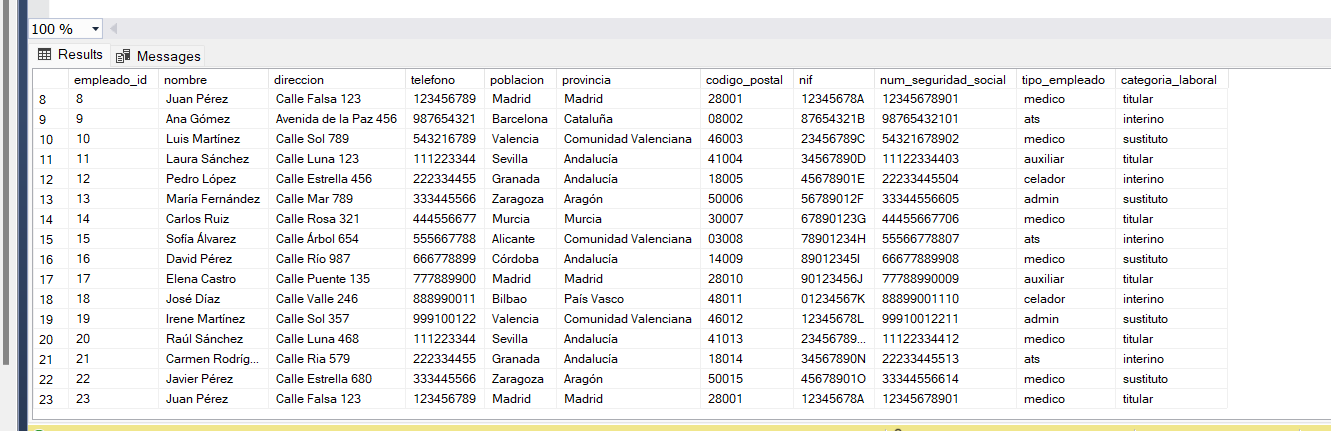 100 %
Results Messages
empleado_id nombre direccion telefono poblacion provincia codigo_postal nif num_seguridad_social tipo_empleado categoria_laboral
8 8 Juan Pérez Calle Falsa 123 123456789 Madrid Madrid 28001 12345678A 12345678901 medico titular
9 9 Ana Gómez Avenida de la Paz 456 987654321 Barcelona Cataluña 08002 87654321B 98765432101 ats interino
10 10 Luis Martínez Calle Sol 789 543216789 Valencia Comunidad Valenciana 46003 23456789C 54321678902 medico sustituto
11 11 Laura Sánchez Calle Luna 123 111223344 Sevilla Andalucía 41004 34567890D 11122334403 auxiliar titular
12 12 Pedro López Calle Estrella 456 222334455 Granada Andalucía 18005 45678901E 22233445504 celador interino
13 13 María Fernández Calle Mar 789 333445566 Zaragoza Aragón 50006 56789012F 33344556605 admin sustituto
14 14 Carlos Ruiz Calle Rosa 321 444556677 Murcia Murcia 30007 67890123G 44455667706 medico titular
15 15 Sofía Álvarez Calle Árbol 654 555667788 Alicante Comunidad Valenciana 03008 78901234H 55566778807 ats interino
16 16 David Pérez Calle Río 987 666778899 Córdoba Andalucía 14009 89012345I 66677889908 medico sustituto
17 17 Elena Castro Calle Puente 135 777889900 Madrid Madrid 28010 90123456J 77788990009 auxiliar titular
18 18 José Díaz Calle Valle 246 888990011 Bilbao País Vasco 48011 01234567K 88899001110 celador interino
19 19 Irene Martínez Calle Sol 357 999100122 Valencia Comunidad Valenciana 46012 12345678L 99910012211 admin sustituto
20 20 Raúl Sánchez Calle Luna 468 111223344 Sevilla Andalucía 41013 23456789... 11122334412 medico titular
21 21 Carmen Rodríg... Calle Ria 579 222334455 Granada Andalucía 18014 34567890N 22233445513 ats interino
22 22 Javier Pérez Calle Estrella 680 333445566 Zaragoza Aragón 50015 45678901O 33344556614 medico sustituto
23 23 Juan Pérez Calle Falsa 123 123456789 Madrid Madrid 28001 12345678A 12345678901 medico titular